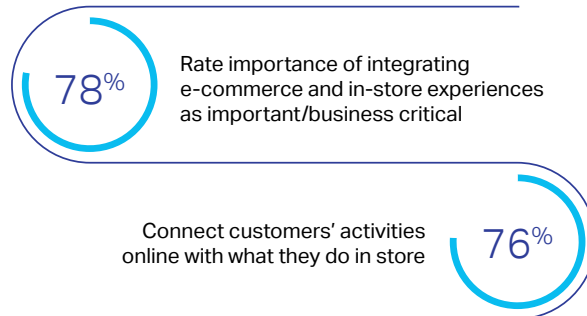 78%
Rate importance of integrating
e-commerce and in-store experiences
as important/business critical
Connect customers' activities
online with what they do in store
76%